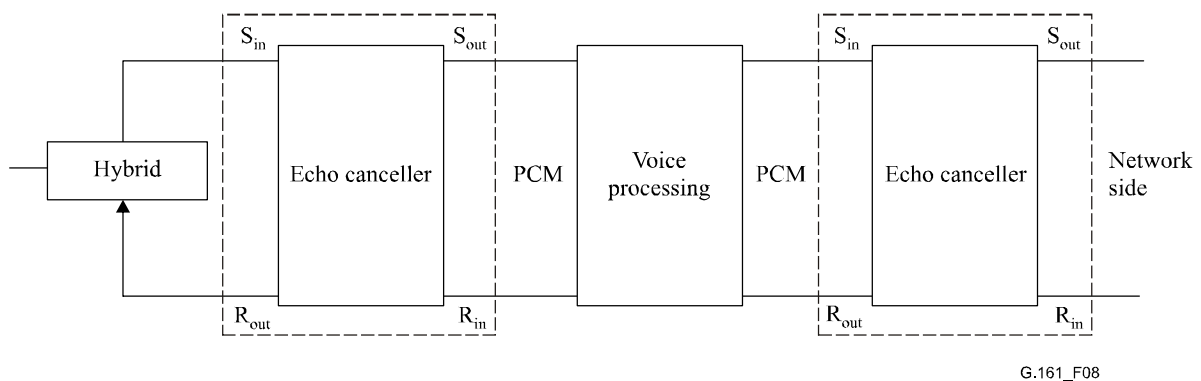 Sin
Sout
Sin
Sout
Hybrid
Echo canceller
PCM
Voice
processing
PCM
Echo canceller
Network
side
Rout
Rin
Rout
Rin
G.161_F08